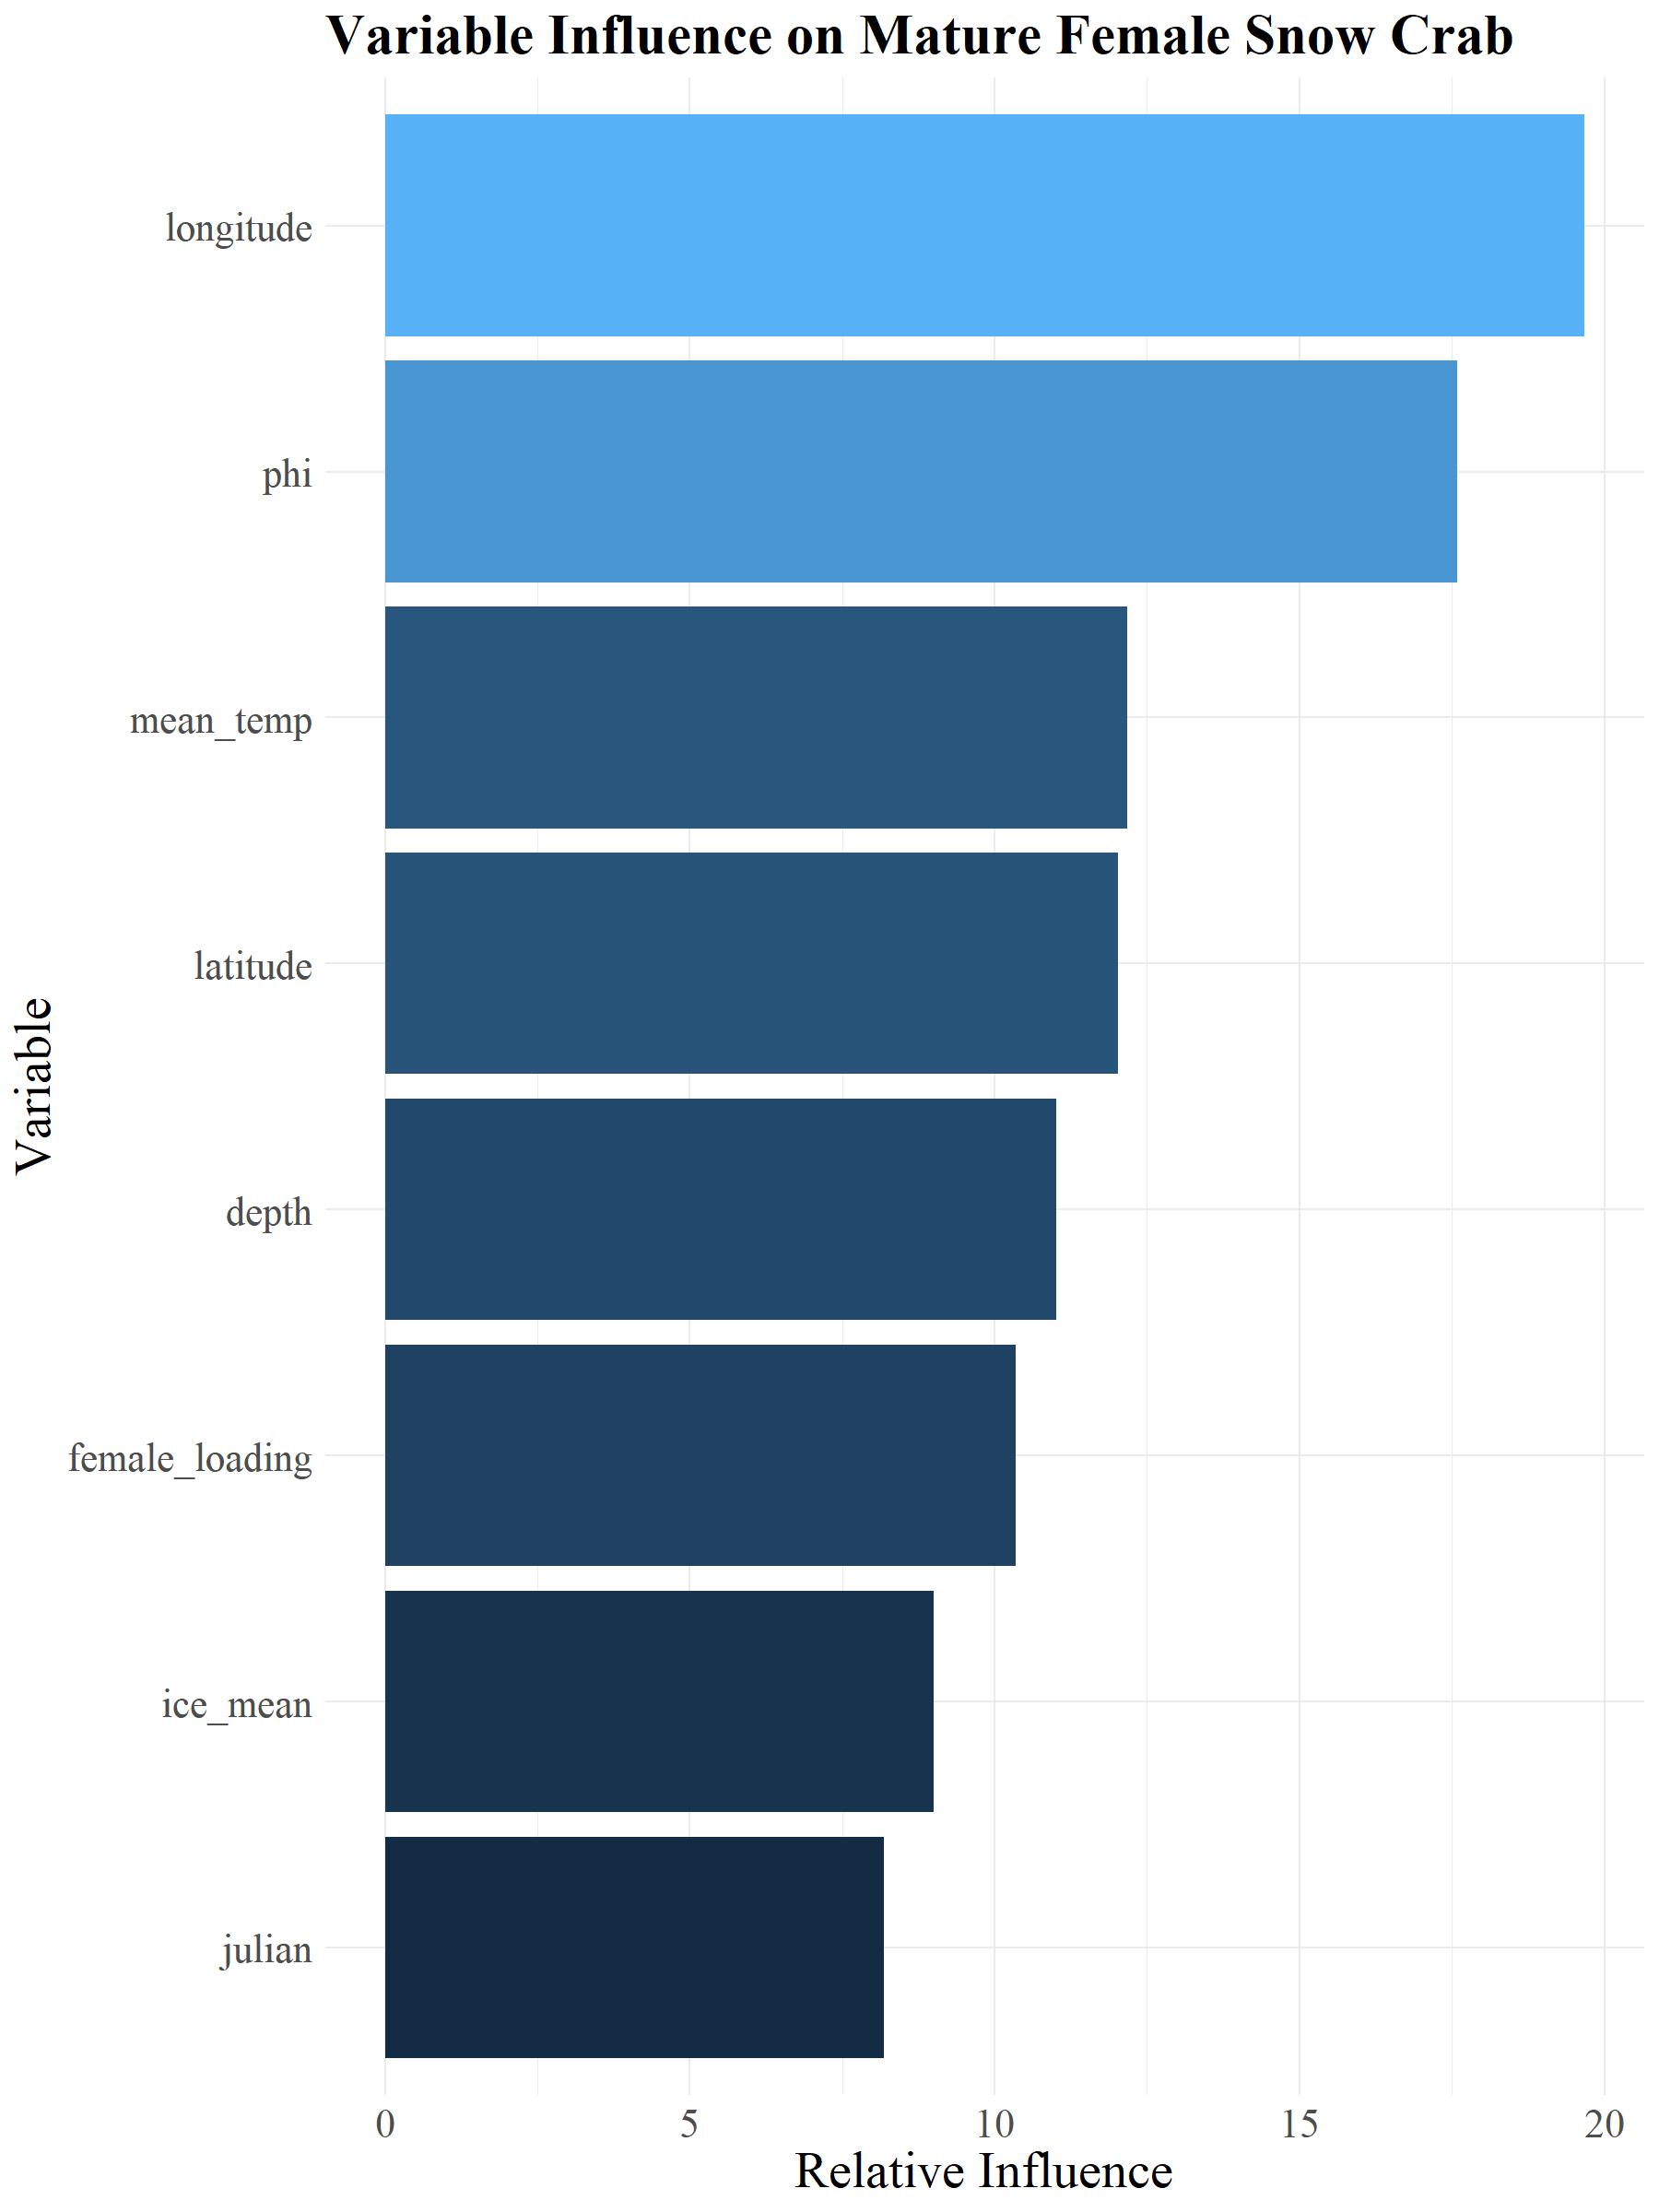 Variable Influence on Mature Female Snow Crab
longitude
phi
mean_temp
latitude
depth
female_loading
ice_mean
julian
Variable
0 5 10 15 20
Relative Influence